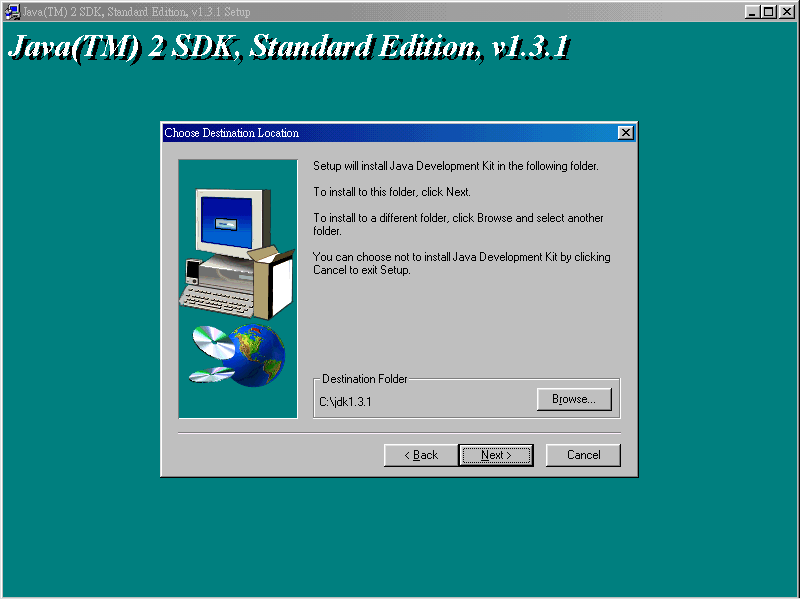 Java(TM) 2 SDK, Standard Edition, v1.3.1 Setup
Java(TM) 2 SDK, Standard Edition, v1.3.1
Choose Destination Location
Setup will install Java Development Kit in the following folder.
To install to this folder, click Next.
To install to a different folder, click Browse and select another
folder.
You can choose not to install Java Development Kit by clicking
Cancel to exit Setup.
Destination Folder
C:\jdk1.3.1
Browse...
< Back
Next >
Cancel